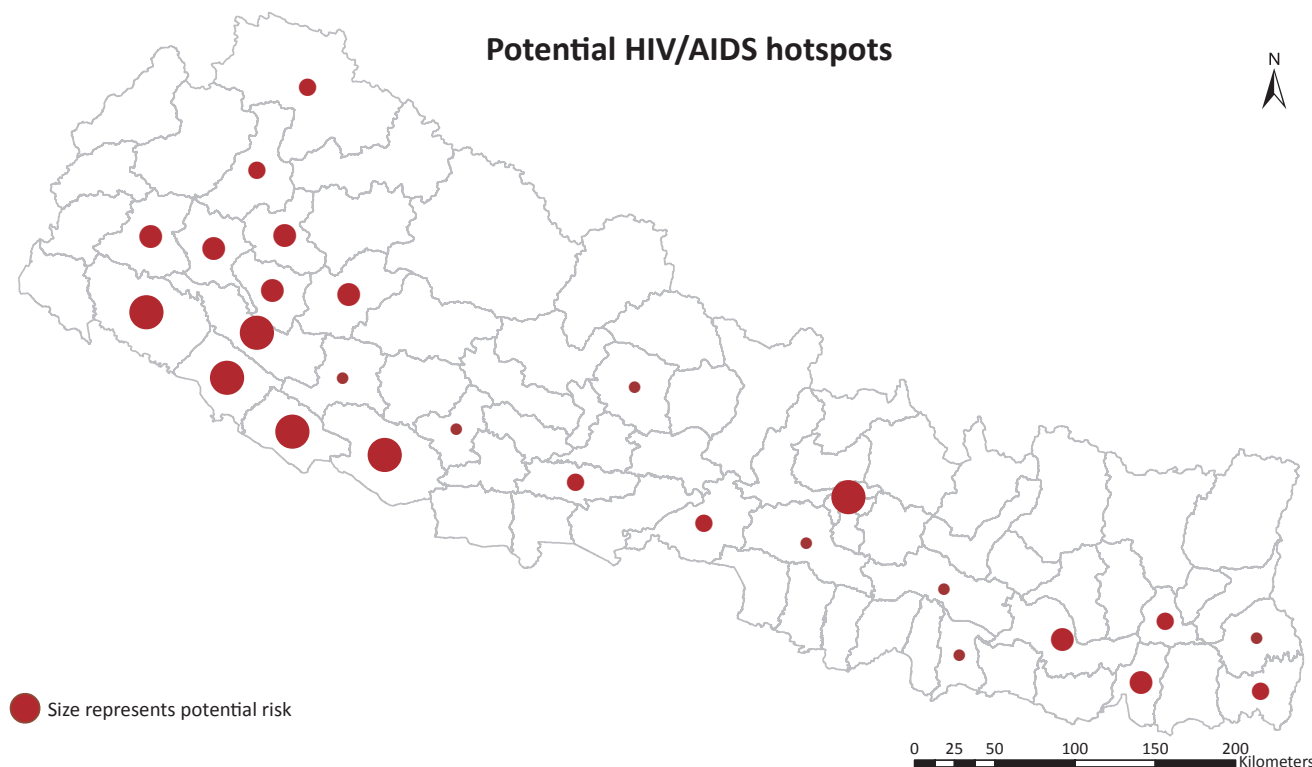 Potential HIV/AIDS hotspots
N
Size represents potential risk
0 25 50 100 150 200
Kilometers